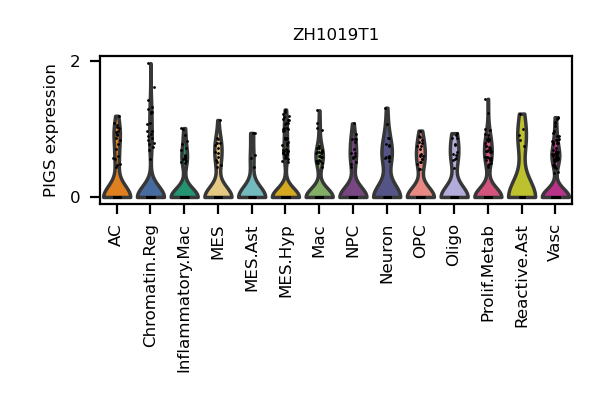 ZH1019T1
PIGS expression
2
0
AC
Chromatin.Reg
Inflammatory.Mac
MES
MES.Ast
MES.Hyp
Mac
NPC
Neuron
OPC
Oligo
Prolif.Metab
Reactive.Ast
Vasc